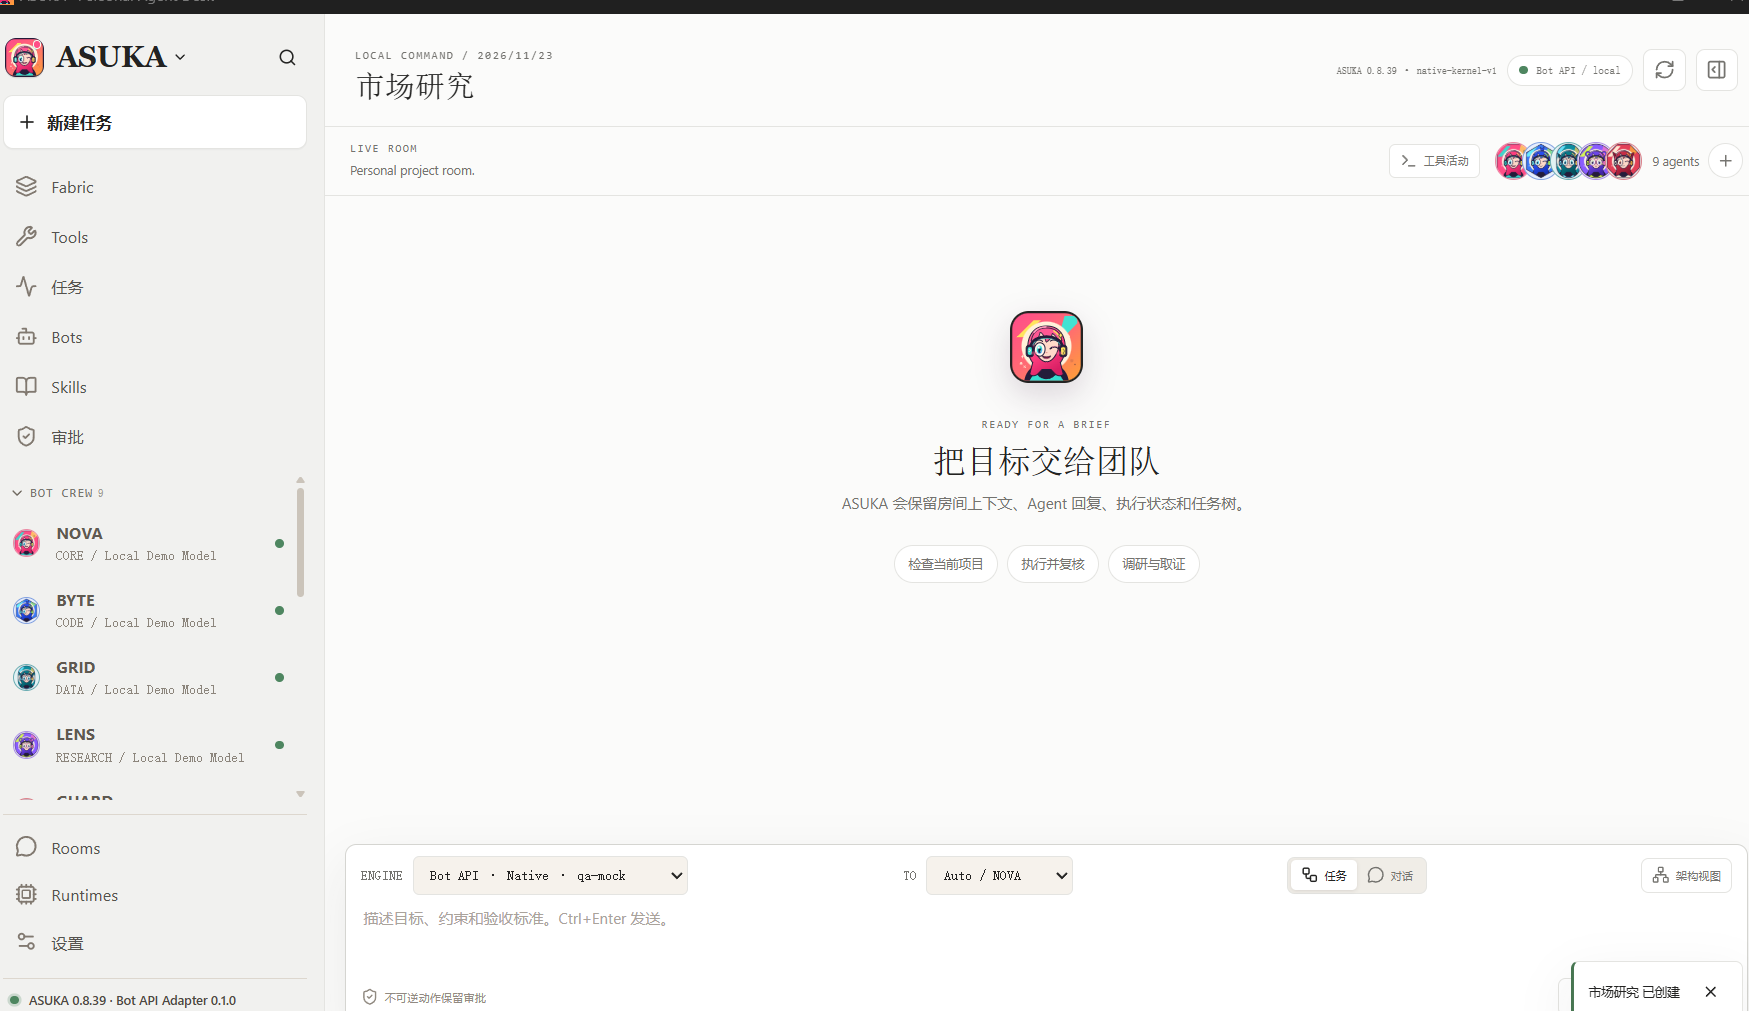 ASUKA
新建任务
Fabric
Tools
任务
Bots
Skills
审批
BOT CREW 9
NOVA
CORE / Local Demo Model
BYTE
CODE / Local Demo Model
GRID
DATA / Local Demo Model
LENS
RESEARCH / Local Demo Model
GUARD
Rooms
Runtimes
设置
ASUKA 0.8.39 · Bot API Adapter 0.1.0
LOCAL COMMAND / 2026/11/23
市场研究
ASUKA 0.8.39 • native-kernel-v1
Bot API / local
LIVE ROOM
Personal project room.
工具活动
9 agents
READY FOR A BRIEF
把目标交给团队
ASUKA 会保留房间上下文、Agent 回复、执行状态和任务树。
检查当前项目
执行并复核
调研与取证
ENGINE
Bot API · Native · qa-mock
TO
Auto / NOVA
任务
对话
架构视图
描述目标、约束和验收标准。Ctrl+Enter 发送。
不可逆动作保留审批
市场研究 已创建